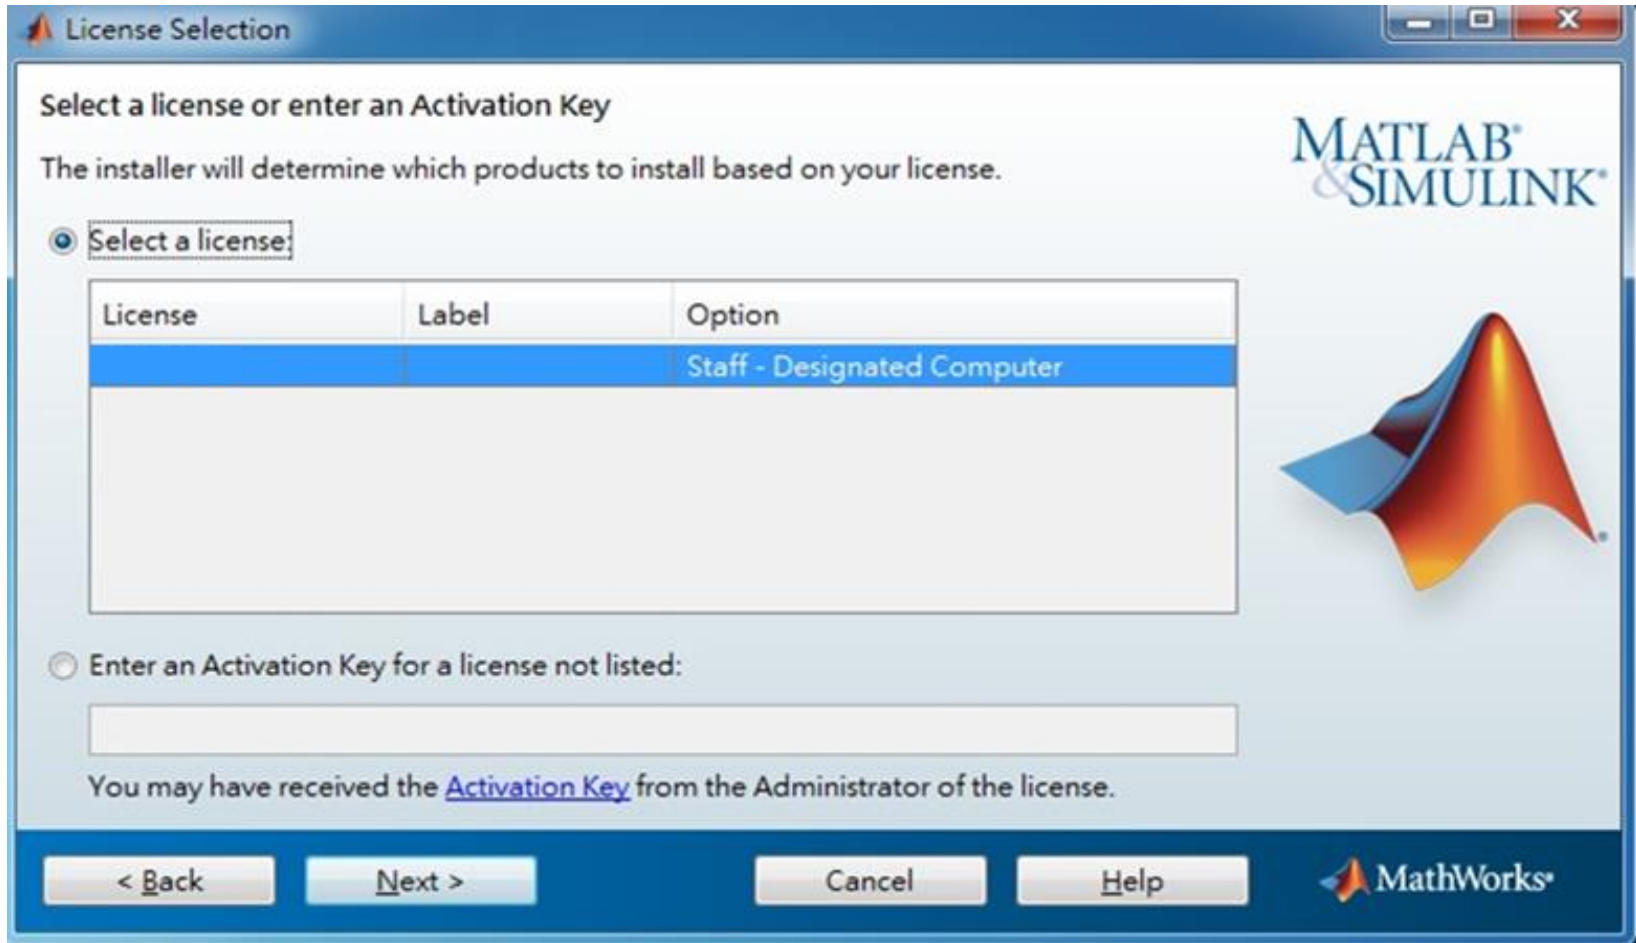 License Selection
Select a license or enter an Activation Key
The installer will determine which products to install based on your license.
MATLAB®
&SIMULINK®
Select a license:
License Label Option
Staff - Designated Computer
Enter an Activation Key for a license not listed:
You may have received the Activation Key from the Administrator of the license.
< Back Next > Cancel Help MathWorks®